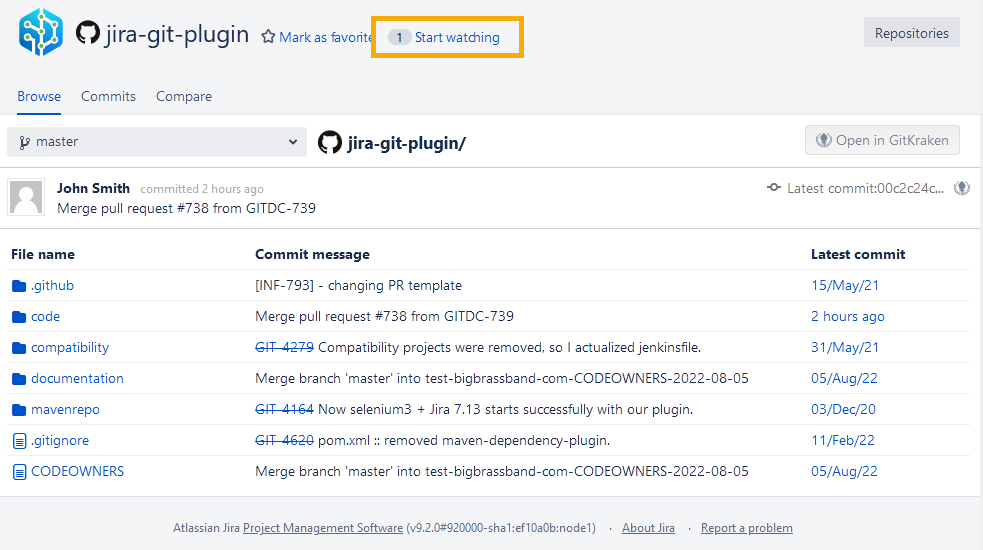 jira-git-plugin Mark as favorite 1 Start watching Repositories
Browse Commits Compare
master jira-git-plugin/ Open in GitKraken
John Smith committed 2 hours ago Latest commit:00c2c24c...
Merge pull request #738 from GITDC-739
File name Commit message Latest commit
.github [INF-793] - changing PR template 15/May/21
code Merge pull request #738 from GITDC-739 2 hours ago
compatibility GIT-4279 Compatibility projects were removed, so I actualized jenkinsfile. 31/May/21
documentation Merge branch 'master' into test-bigbrassband-com-CODEOWNERS-2022-08-05 05/Aug/22
mavenrepo GIT-4164 Now selenium3 + Jira 7.13 starts successfully with our plugin. 03/Dec/20
.gitignore GIT-4620 pom.xml :: removed maven-dependency-plugin. 11/Feb/22
CODEOWNERS Merge branch 'master' into test-bigbrassband-com-CODEOWNERS-2022-08-05 05/Aug/22
Atlassian Jira Project Management Software (v9.2.0#920000-sha1:ef10a0b:node1) · About Jira · Report a problem